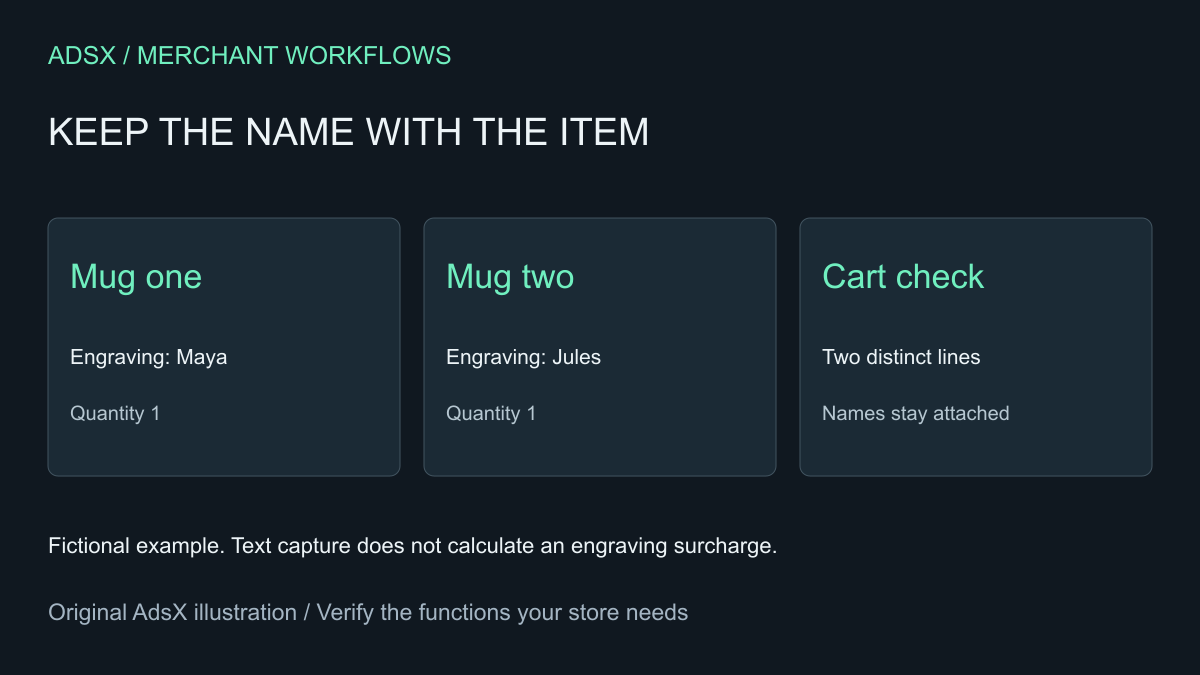 ADSX / MERCHANT WORKFLOWS
KEEP THE NAME WITH THE ITEM
Mug one
Engraving: Maya
Quantity 1
Mug two
Engraving: Jules
Quantity 1
Cart check
Two distinct lines
Names stay attached
Fictional example. Text capture does not calculate an engraving surcharge.
Original AdsX illustration / Verify the functions your store needs